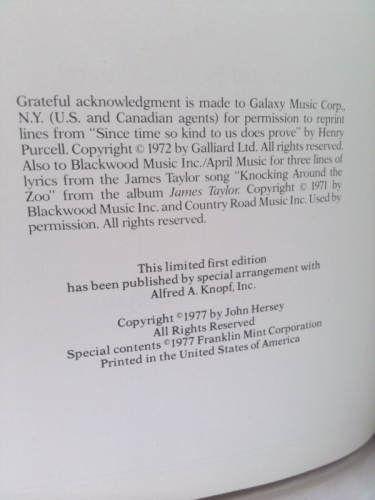 Grateful acknowledgment is made to Galaxy Music Corp.,
N.Y. (U.S. and Canadian agents) for permission to reprint
lines from "Since time so kind to us does prove" by Henry
Purcell. Copyright © 1972 by Galliard Ltd. All rights reserved.
Also to Blackwood Music Inc./April Music for three lines of
lyrics from the James Taylor song "Knocking Around the
Zoo" from the album James Taylor. Copyright © 1971 by
Blackwood Music Inc. and Country Road Music Inc. Used by
permission. All rights reserved.
This limited first edition
has been published by special arrangement with
Alfred A. Knopf, Inc.
Copyright ©1977 by John Hersey
All Rights Reserved
Special contents ©1977 Franklin Mint Corporation
Printed in the United States of America